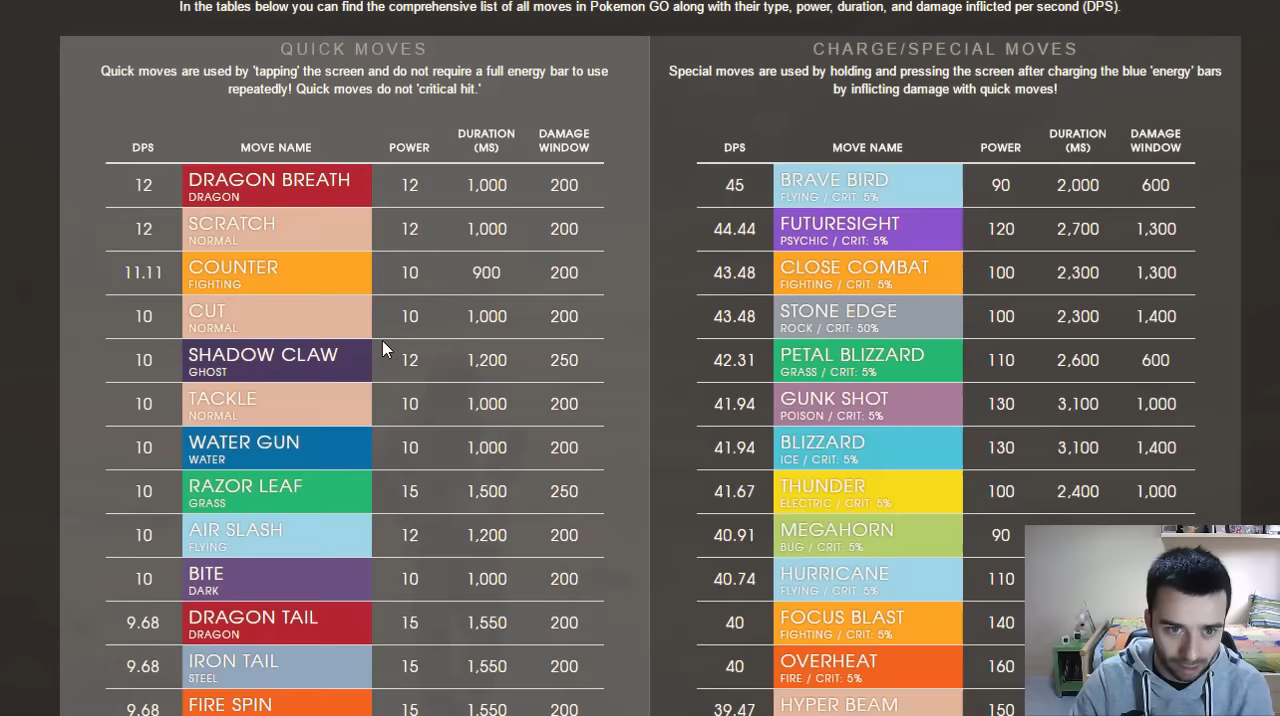 In the tables below you can find the comprehensive list of all moves in Pokemon GO along with their type, power, duration, and damage inflicted per second (DPS).
QUICK MOVES
Quick moves are used by 'tapping' the screen and do not require a full energy bar to use
repeatedly! Quick moves do not 'critical hit.'
DPS MOVE NAME POWER DURATION (MS) DAMAGE WINDOW
12 DRAGON BREATH 12 1,000 200
DRAGON
12 SCRATCH 12 1,000 200
NORMAL
11.11 COUNTER 10 900 200
FIGHTING
10 CUT 10 1,000 200
NORMAL
10 SHADOW CLAW 12 1,200 250
GHOST
10 TACKLE 10 1,000 200
NORMAL
10 WATER GUN 10 1,000 200
WATER
10 RAZOR LEAF 15 1,500 250
GRASS
10 AIR SLASH 12 1,200 200
FLYING
10 BITE 10 1,000 200
DARK
9.68 DRAGON TAIL 15 1,550 200
DRAGON
9.68 IRON TAIL 15 1,550 200
STEEL
9.68 FIRE SPIN 15 1,550 200
CHARGE/SPECIAL MOVES
Special moves are used by holding and pressing the screen after charging the blue 'energy' bars
by inflicting damage with quick moves!
DPS MOVE NAME POWER DURATION (MS) DAMAGE WINDOW
45 BRAVE BIRD 90 2,000 600
FLYING / CRIT: 5%
44.44 FUTURESIGHT 120 2,700 1,300
PSYCHIC / CRIT: 5%
43.48 CLOSE COMBAT 100 2,300 1,300
FIGHTING / CRIT: 5%
43.48 STONE EDGE 100 2,300 1,400
ROCK / CRIT: 50%
42.31 PETAL BLIZZARD 110 2,600 600
GRASS / CRIT: 5%
41.94 GUNK SHOT 130 3,100 1,000
POISON / CRIT: 5%
41.94 BLIZZARD 130 3,100 1,400
ICE / CRIT: 5%
41.67 THUNDER 100 2,400 1,000
ELECTRIC / CRIT: 5%
40.91 MEGAHORN 90
BUG / CRIT: 5%
40.74 HURRICANE 110
FLYING / CRIT: 5%
40 FOCUS BLAST 140
FIGHTING / CRIT: 5%
40 OVERHEAT 160
FIRE / CRIT: 5%
39.47 HYPER BEAM 150